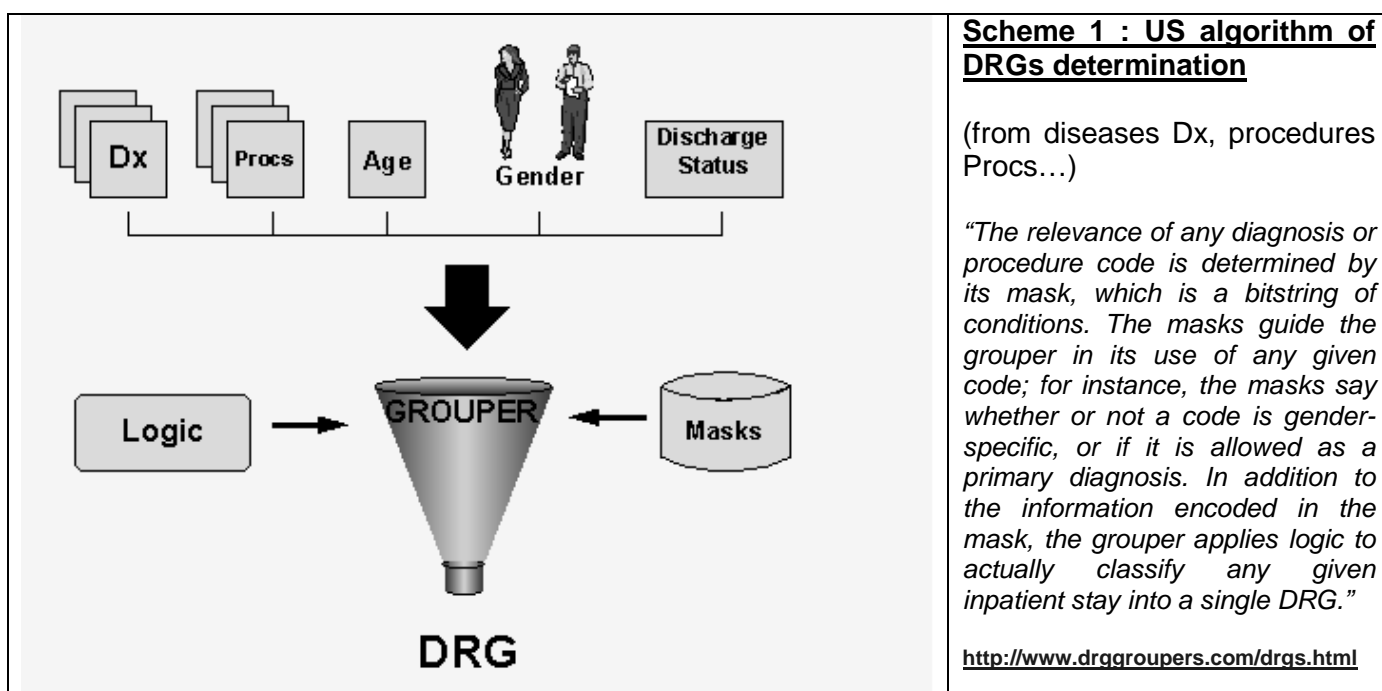 Dx
Procs
Age
Gender
Discharge
Status
Logic
GROUPER
Masks
DRG
Scheme 1 : US algorithm of
DRGs determination
(from diseases Dx, procedures
Procs…)
“The relevance of any diagnosis or
procedure code is determined by
its mask, which is a bitstring of
conditions. The masks guide the
grouper in its use of any given
code; for instance, the masks say
whether or not a code is gender-
specific, or if it is allowed as a
primary diagnosis. In addition to
the information encoded in the
mask, the grouper applies logic to
actually classify any given
inpatient stay into a single DRG.”
http://www.drggroupers.com/drgs.html